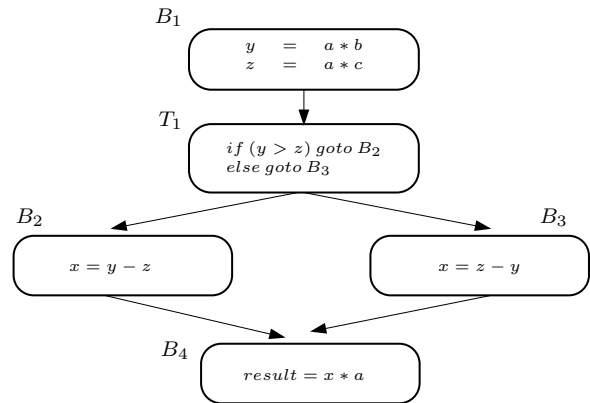 B₁
y = a * b
z = a * c
T₁
if (y > z) goto B₂
else goto B₃
B₂
B₃
x = y − z
x = z − y
B₄
result = x * a